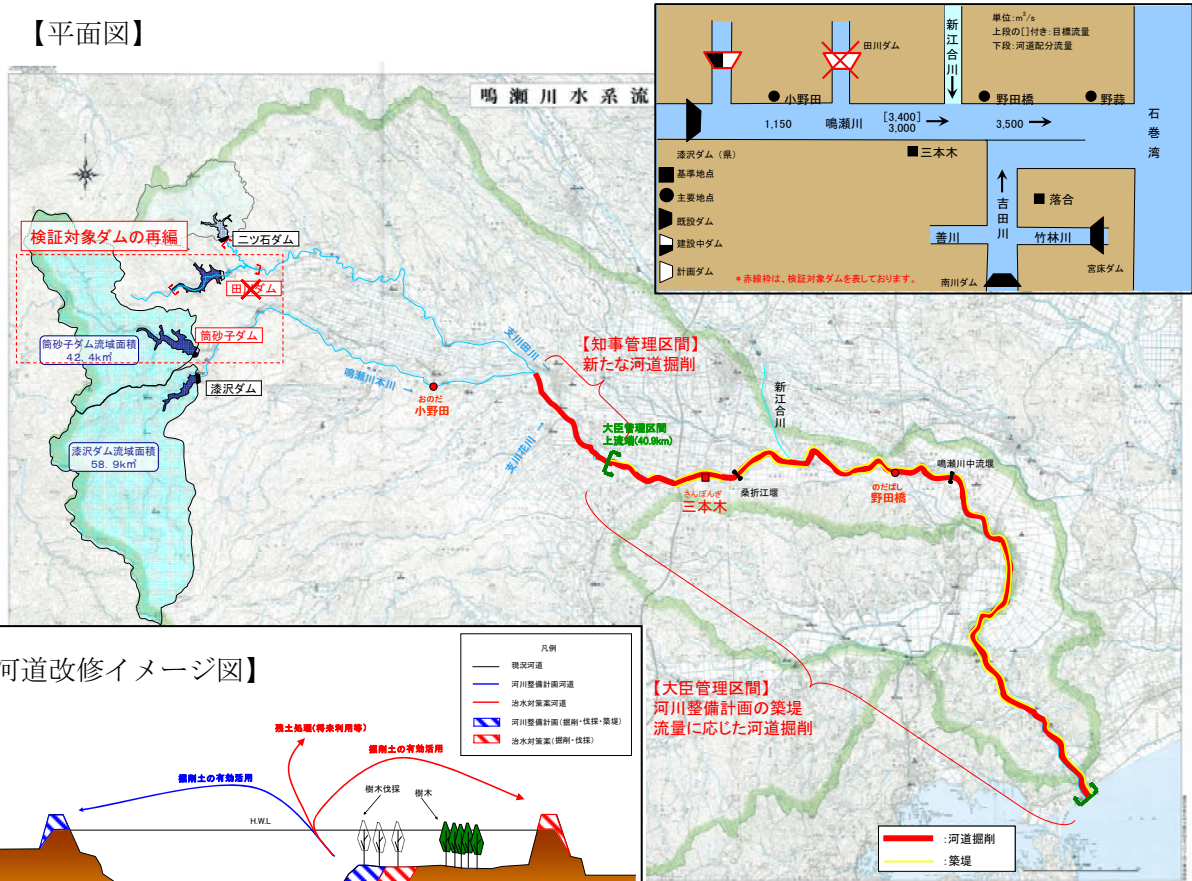 【平面図】
鳴瀬川水系流
単位:m³/s
上段の[]付き:目標流量
下段:河道配分流量
新江合川
田川ダム
小野田
野田橋
野蒜
1,150
鳴瀬川
[3,400]
3,000
3,500
石巻湾
漆沢ダム(県)
三本木
基準地点
主要地点
既設ダム
建設中ダム
計画ダム
吉田川
落合
善川
竹林川
宮床ダム
南川ダム
*赤線枠は、検証対象ダムを表しております。
検証対象ダムの再編
二ツ石ダム
田川ダム
筒砂子ダム
筒砂子ダム流域面積
42.4k㎡
漆沢ダム
漆沢ダム流域面積
58.9k㎡
支川田川 →
鳴瀬川本川 →
おのだ
小野田
支川花川 →
【知事管理区間】
新たな河道掘削
大臣管理区間
上流端(40.9km)
新江合川
さんぼんぎ
三本木
桑折江堰
のだばし
野田橋
鳴瀬川中流堰
【大臣管理区間】
河川整備計画の築堤
流量に応じた河道掘削
:河道掘削
:築堤
河道改修イメージ図】
凡例
現況河道
河川整備計画河道
治水対策案河道
河川整備計画(掘削・伐採・築堤)
治水対策案(掘削・伐採)
残土処理(将来利用等)
掘削土の有効活用
掘削土の有効活用
樹木伐採
樹木
H.W.L